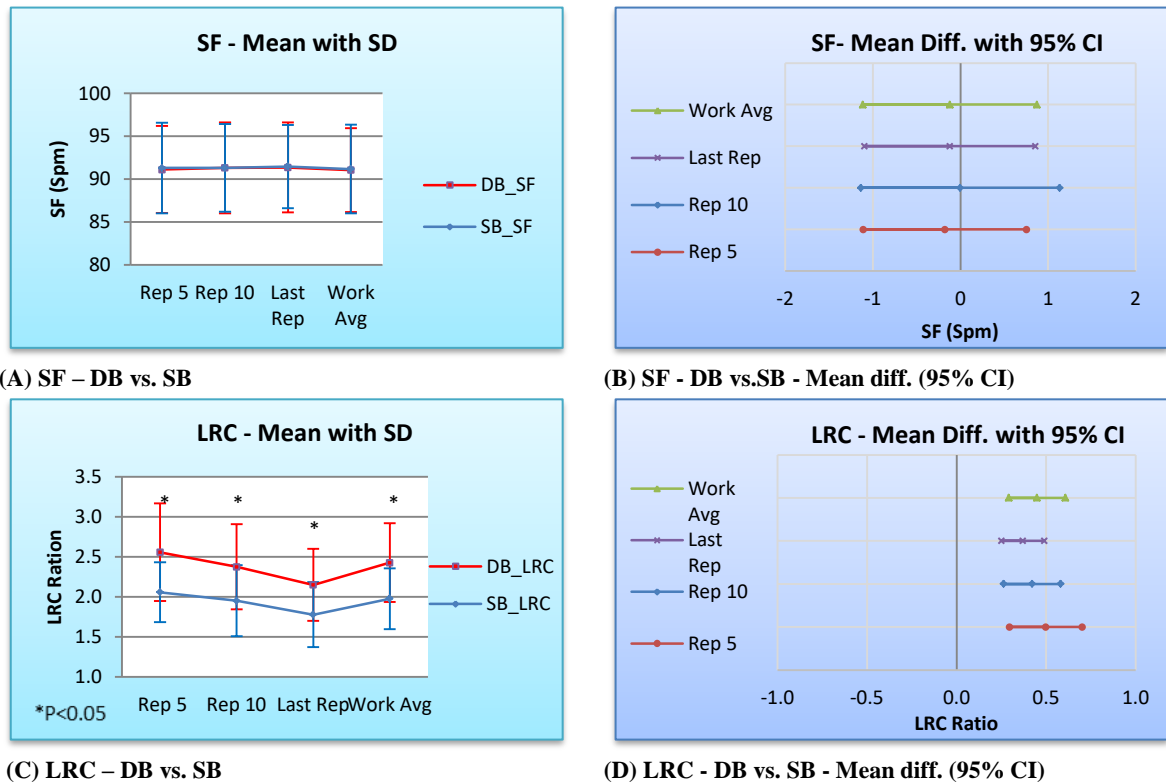 SF - Mean with SD
SF (Spm)
100
95
90
85
80
Rep 5 Rep 10 Last Rep Work Avg
DB_SF
SB_SF
(A) SF – DB vs. SB
SF- Mean Diff. with 95% CI
Work Avg
Last Rep
Rep 10
Rep 5
-2 -1 0 1 2
SF (Spm)
(B) SF - DB vs.SB - Mean diff. (95% CI)
LRC - Mean with SD
LRC Ration
3.5
3.0
2.5
2.0
1.5
1.0
* * * *
DB_LRC
SB_LRC
Rep 5 Rep 10 Last Rep Work Avg
*P<0.05
(C) LRC – DB vs. SB
LRC - Mean Diff. with 95% CI
Work
Avg
Last
Rep
Rep 10
Rep 5
-1.0 -0.5 0.0 0.5 1.0
LRC Ratio
(D) LRC - DB vs. SB - Mean diff. (95% CI)